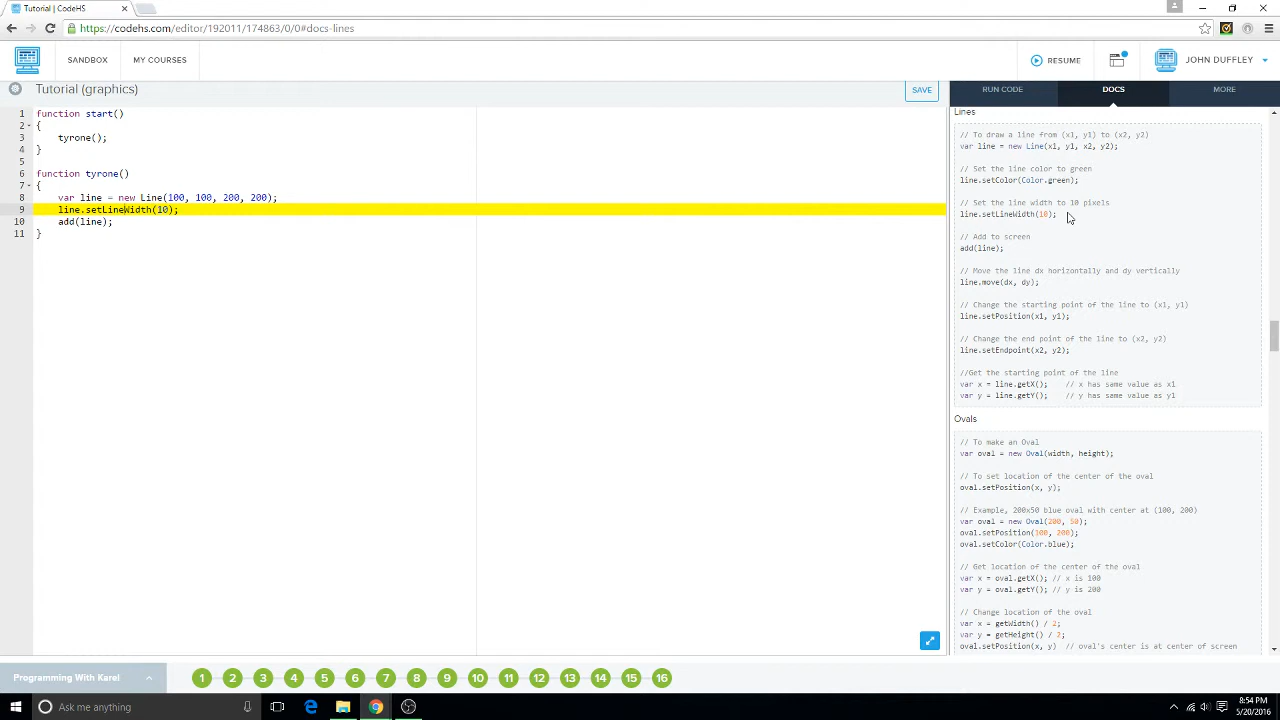 Tutorial | CodeHS
https://codehs.com/editor/192011/174863/0/0#docs-lines
SANDBOX
MY COURSES
RESUME
JOHN DUFFLEY
Tutorial (graphics)
SAVE
RUN CODE
DOCS
MORE
1 function start()
2 {
3 tyrone();
4 }
5
6 function tyrone()
7 {
8 var line = new Line(100, 100, 200, 200);
9 line.setLineWidth(10);
10 add(line);
11 }
Lines
// To draw a line from (x1, y1) to (x2, y2)
var line = new Line(x1, y1, x2, y2);
// Set the line color to green
line.setColor(Color.green);
// Set the line width to 10 pixels
line.setLineWidth(10);
// Add to screen
add(line);
// Move the line dx horizontally and dy vertically
line.move(dx, dy);
// Change the starting point of the line to (x1, y1)
line.setPosition(x1, y1);
// Change the end point of the line to (x2, y2)
line.setEndpoint(x2, y2);
//Get the starting point of the line
var x = line.getX(); // x has same value as x1
var y = line.getY(); // y has same value as y1
Ovals
// To make an Oval
var oval = new Oval(width, height);
// To set location of the center of the oval
oval.setPosition(x, y);
// Example, 200x50 blue oval with center at (100, 200)
var oval = new Oval(200, 50);
oval.setPosition(100, 200);
oval.setColor(Color.blue);
// Get location of the center of the oval
var x = oval.getX(); // x is 100
var y = oval.getY(); // y is 200
// Change location of the oval
var x = getWidth() / 2;
var y = getHeight() / 2;
oval.setPosition(x, y) // oval's center is at center of screen
Programming With Karel
1 2 3 4 5 6 7 8 9 10 11 12 13 14 15 16
Ask me anything
8:54 PM
5/20/2016